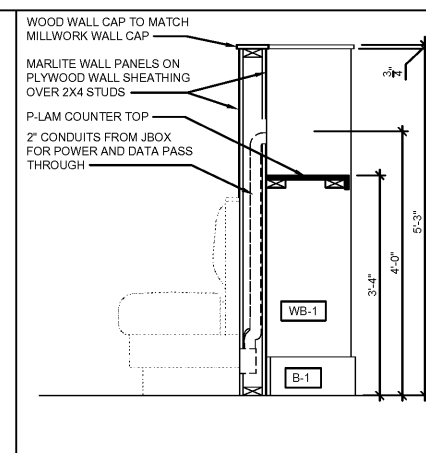 WOOD WALL CAP TO MATCH
MILLWORK WALL CAP
MARLITE WALL PANELS ON
PLYWOOD WALL SHEATHING
OVER 2X4 STUDS
P-LAM COUNTER TOP
2" CONDUITS FROM JBOX
FOR POWER AND DATA PASS
THROUGH
3/4
5'-3"
4'-0"
3'-4"
WB-1
B-1